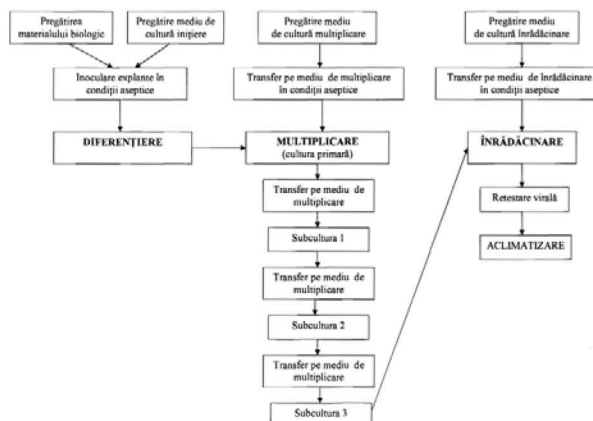 Pregătirea
materialului biologic
Pregătire mediu de
cultură inițiere
Inoculare explante în
condiții aseptice
DIFERENȚIERE
Pregătire mediu
de cultură multiplicare
Transfer pe mediu de multiplicare
în condiții aseptice
MULTIPLICARE
(cultura primară)
Transfer pe mediu de
multiplicare
Subcultura 1
Transfer pe mediu de
multiplicare
Subcultura 2
Transfer pe mediu de
multiplicare
Subcultura 3
Pregătire mediu
de cultură înrădăcinare
Transfer pe mediu de înrădăcinare
în condiții aseptice
ÎNRĂDĂCINARE
Retestare virală
ACLIMATIZARE